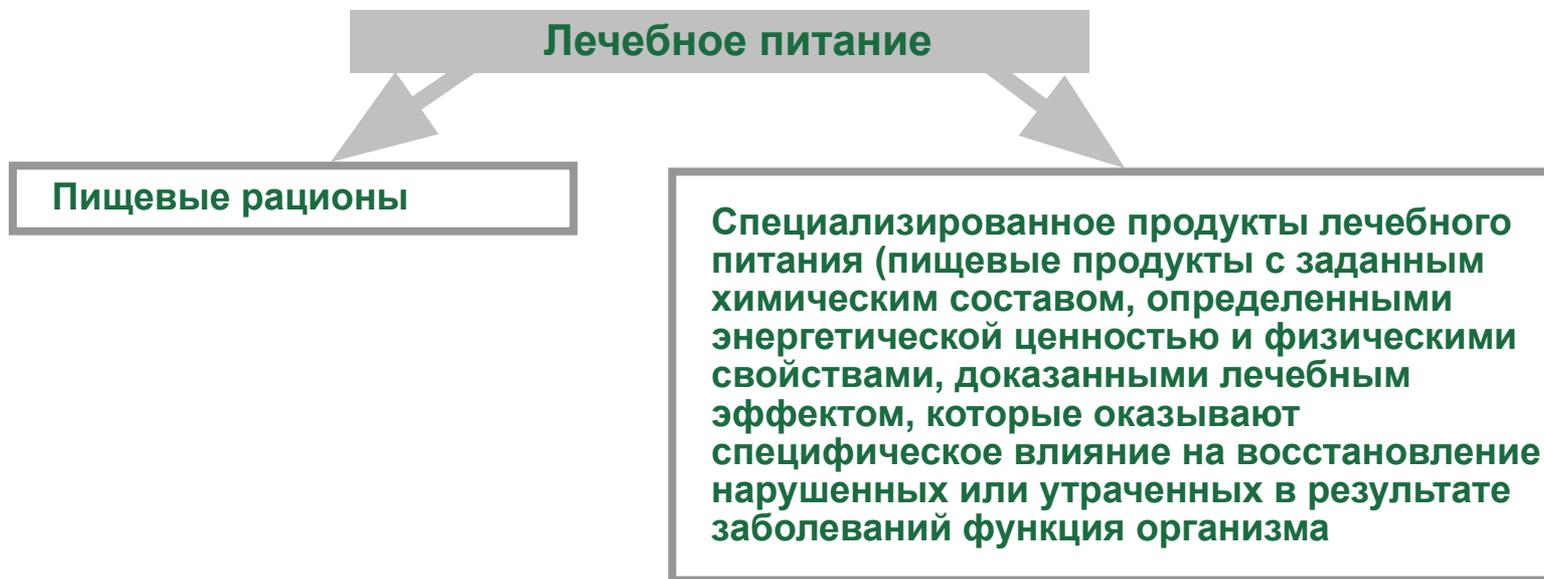 Лечебное питание
Пищевые рационы
Специализированное продукты лечебного
питания (пищевые продукты с заданным
химическим составом, определенными
энергетической ценностью и физическими
свойствами, доказанными лечебным
эффектом, которые оказывают
специфическое влияние на восстановление
нарушенных или утраченных в результате
заболеваний функция организма